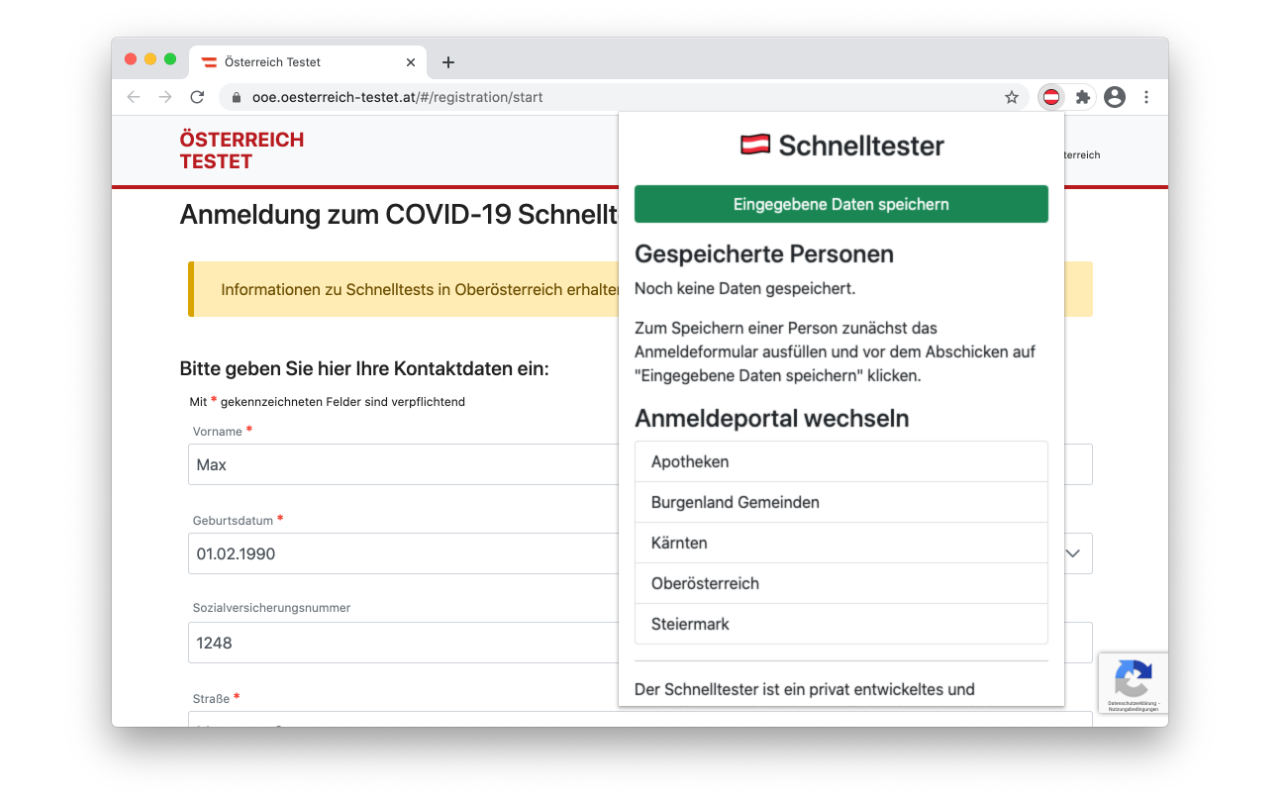 Österreich Testet
ooe.oesterreich-testet.at/#/registration/start
ÖSTERREICH
TESTET
terreich
Anmeldung zum COVID-19 Schnellt
Informationen zu Schnelltests in Oberösterreich erhalten
Bitte geben Sie hier Ihre Kontaktdaten ein:
Mit * gekennzeichneten Felder sind verpflichtend
Vorname *
Max
Geburtsdatum *
01.02.1990
Sozialversicherungsnummer
1248
Straße *
Schnelltester
Eingegebene Daten speichern
Gespeicherte Personen
Noch keine Daten gespeichert.
Zum Speichern einer Person zunächst das
Anmeldeformular ausfüllen und vor dem Abschicken auf
"Eingegebene Daten speichern" klicken.
Anmeldeportal wechseln
Apotheken
Burgenland Gemeinden
Kärnten
Oberösterreich
Steiermark
Der Schnelltester ist ein privat entwickeltes und
Datenschutzerklärung -
Nutzungsbedingungen